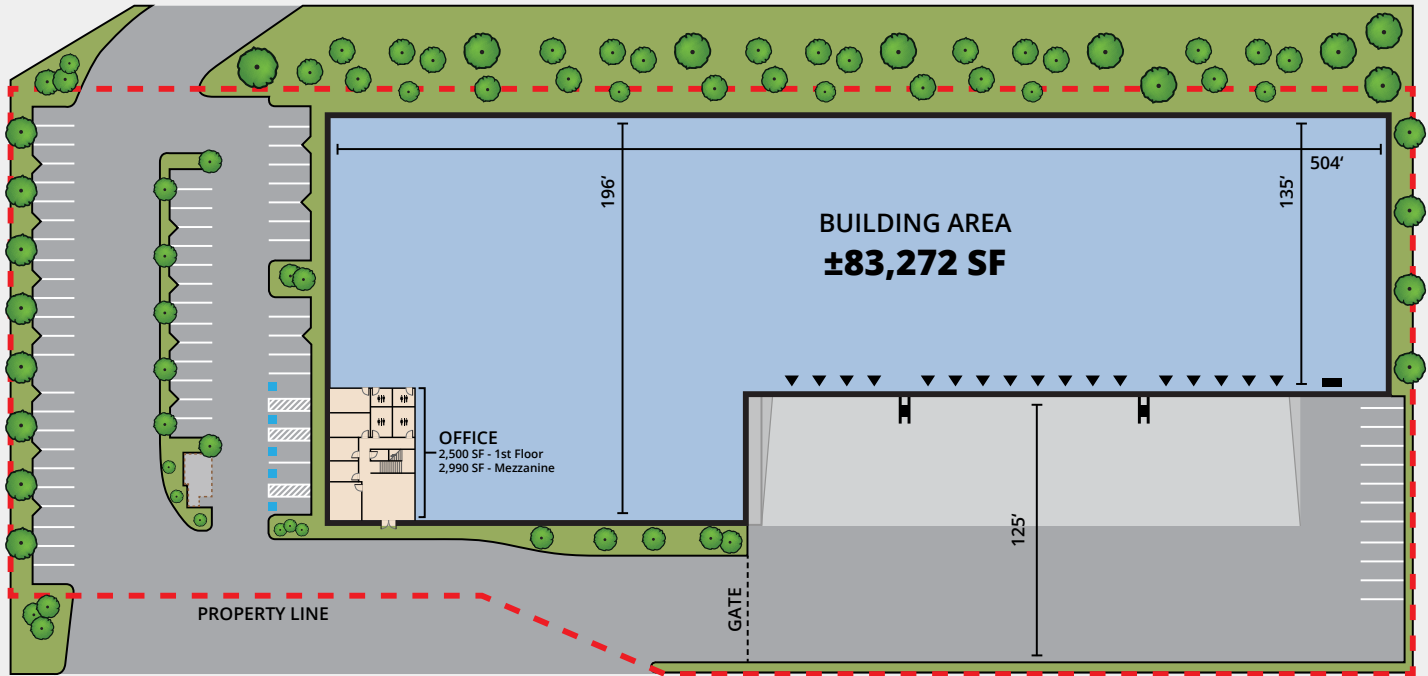 504‘
196‘
135‘
BUILDING AREA
±83,272 SF
OFFICE
2,500 SF - 1st Floor
2,990 SF - Mezzanine
125‘
GATE
PROPERTY LINE